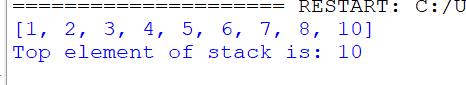 ===================== RESTART: C:/U
[1, 2, 3, 4, 5, 6, 7, 8, 10]
Top element of stack is: 10